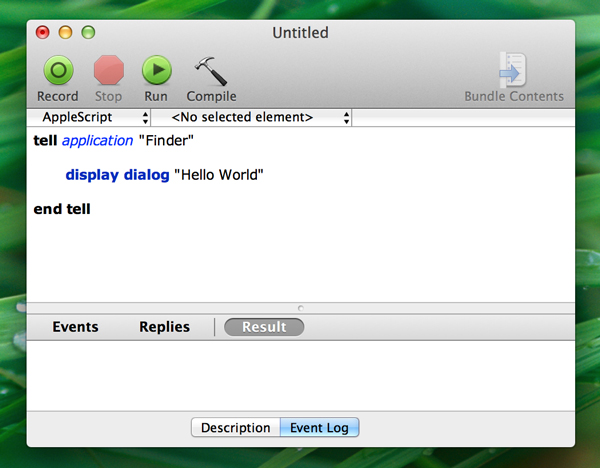 Untitled
Record Stop Run Compile Bundle Contents
AppleScript <No selected element>
tell application "Finder"
display dialog "Hello World"
end tell
Events Replies Result
Description Event Log